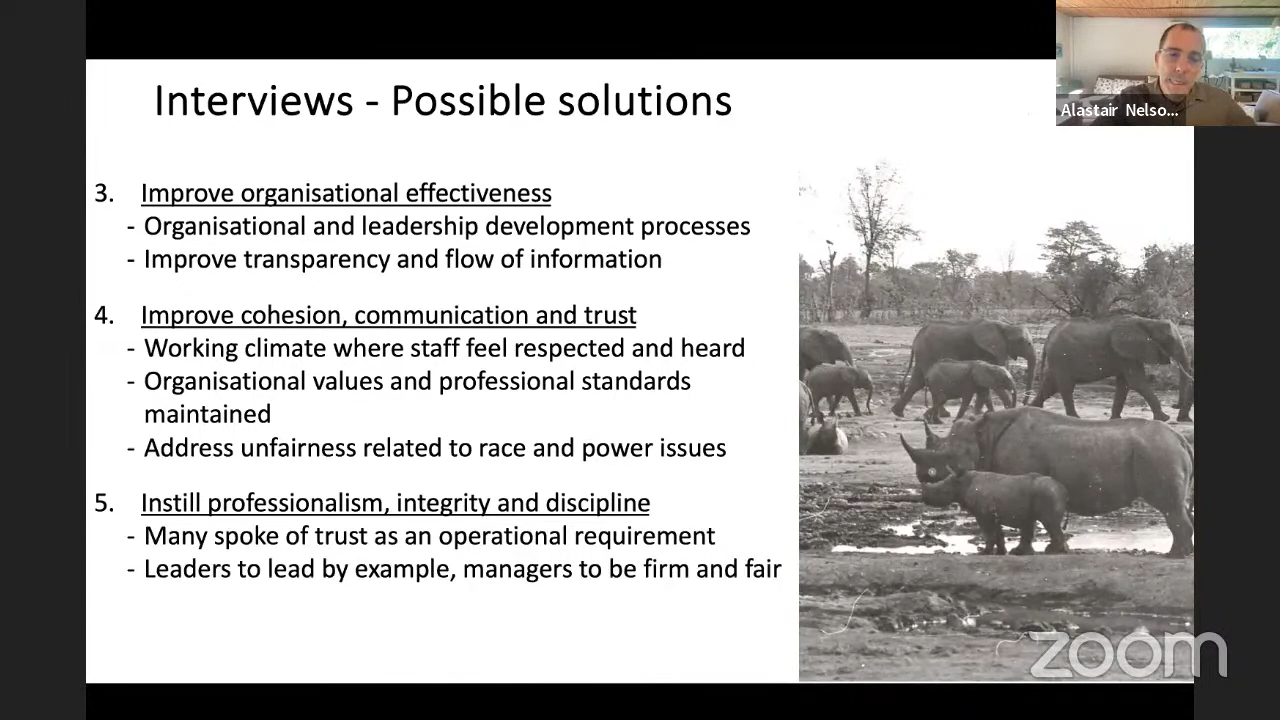 Interviews - Possible solutions
Alastair Nelso...
3. Improve organisational effectiveness
- Organisational and leadership development processes
- Improve transparency and flow of information
4. Improve cohesion, communication and trust
- Working climate where staff feel respected and heard
- Organisational values and professional standards
maintained
- Address unfairness related to race and power issues
5. Instill professionalism, integrity and discipline
- Many spoke of trust as an operational requirement
- Leaders to lead by example, managers to be firm and fair
zoom